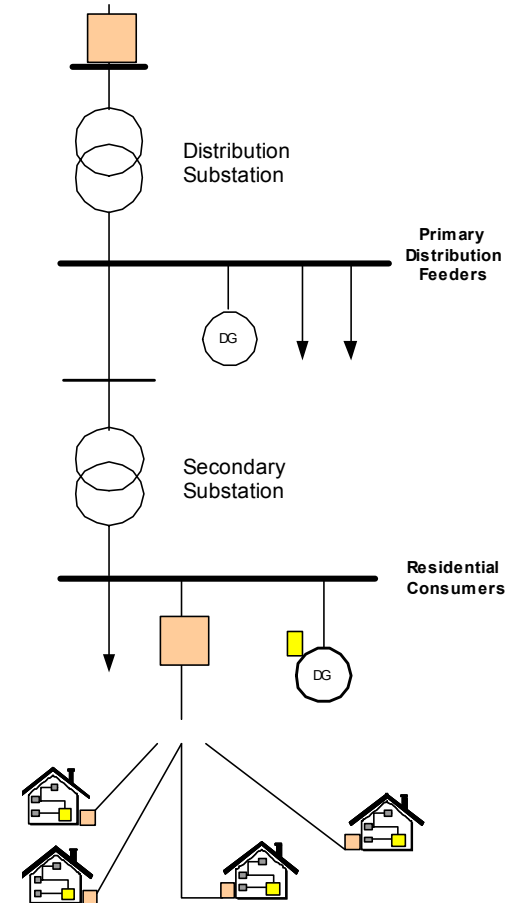 Distribution
Substation
Primary
Distribution
Feeders
DG
Secondary
Substation
Residential
Consumers
DG